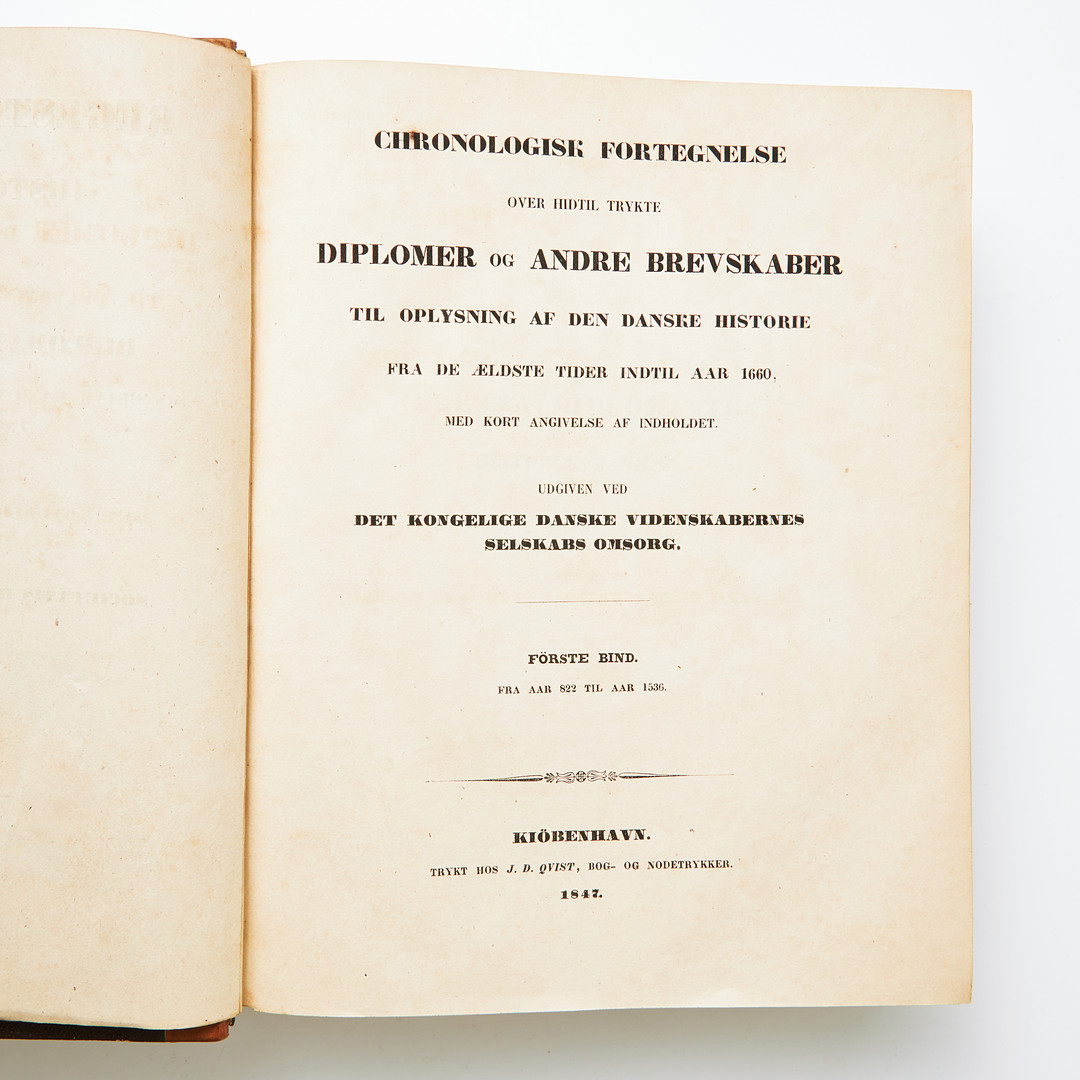 CHRONOLOGISK FORTEGNELSE
OVER HIDTIL TRYKTE
DIPLOMER OG ANDRE BREVSKABER
TIL OPLYSNING AF DEN DANSKE HISTORIE
FRA DE ÆLDSTE TIDER INDTIL AAR 1660,
MED KORT ANGIVELSE AF INDHOLDET.
UDGIVEN VED
DET KONGELIGE DANSKE VIDENSKABERNES
SELSKABS OMSORG.
FÖRSTE BIND.
FRA AAR 822 TIL AAR 1536.
KIÖBENHAVN.
TRYKT HOS J. D. QVIST, BOG- OG NODETRYKKER.
1847.